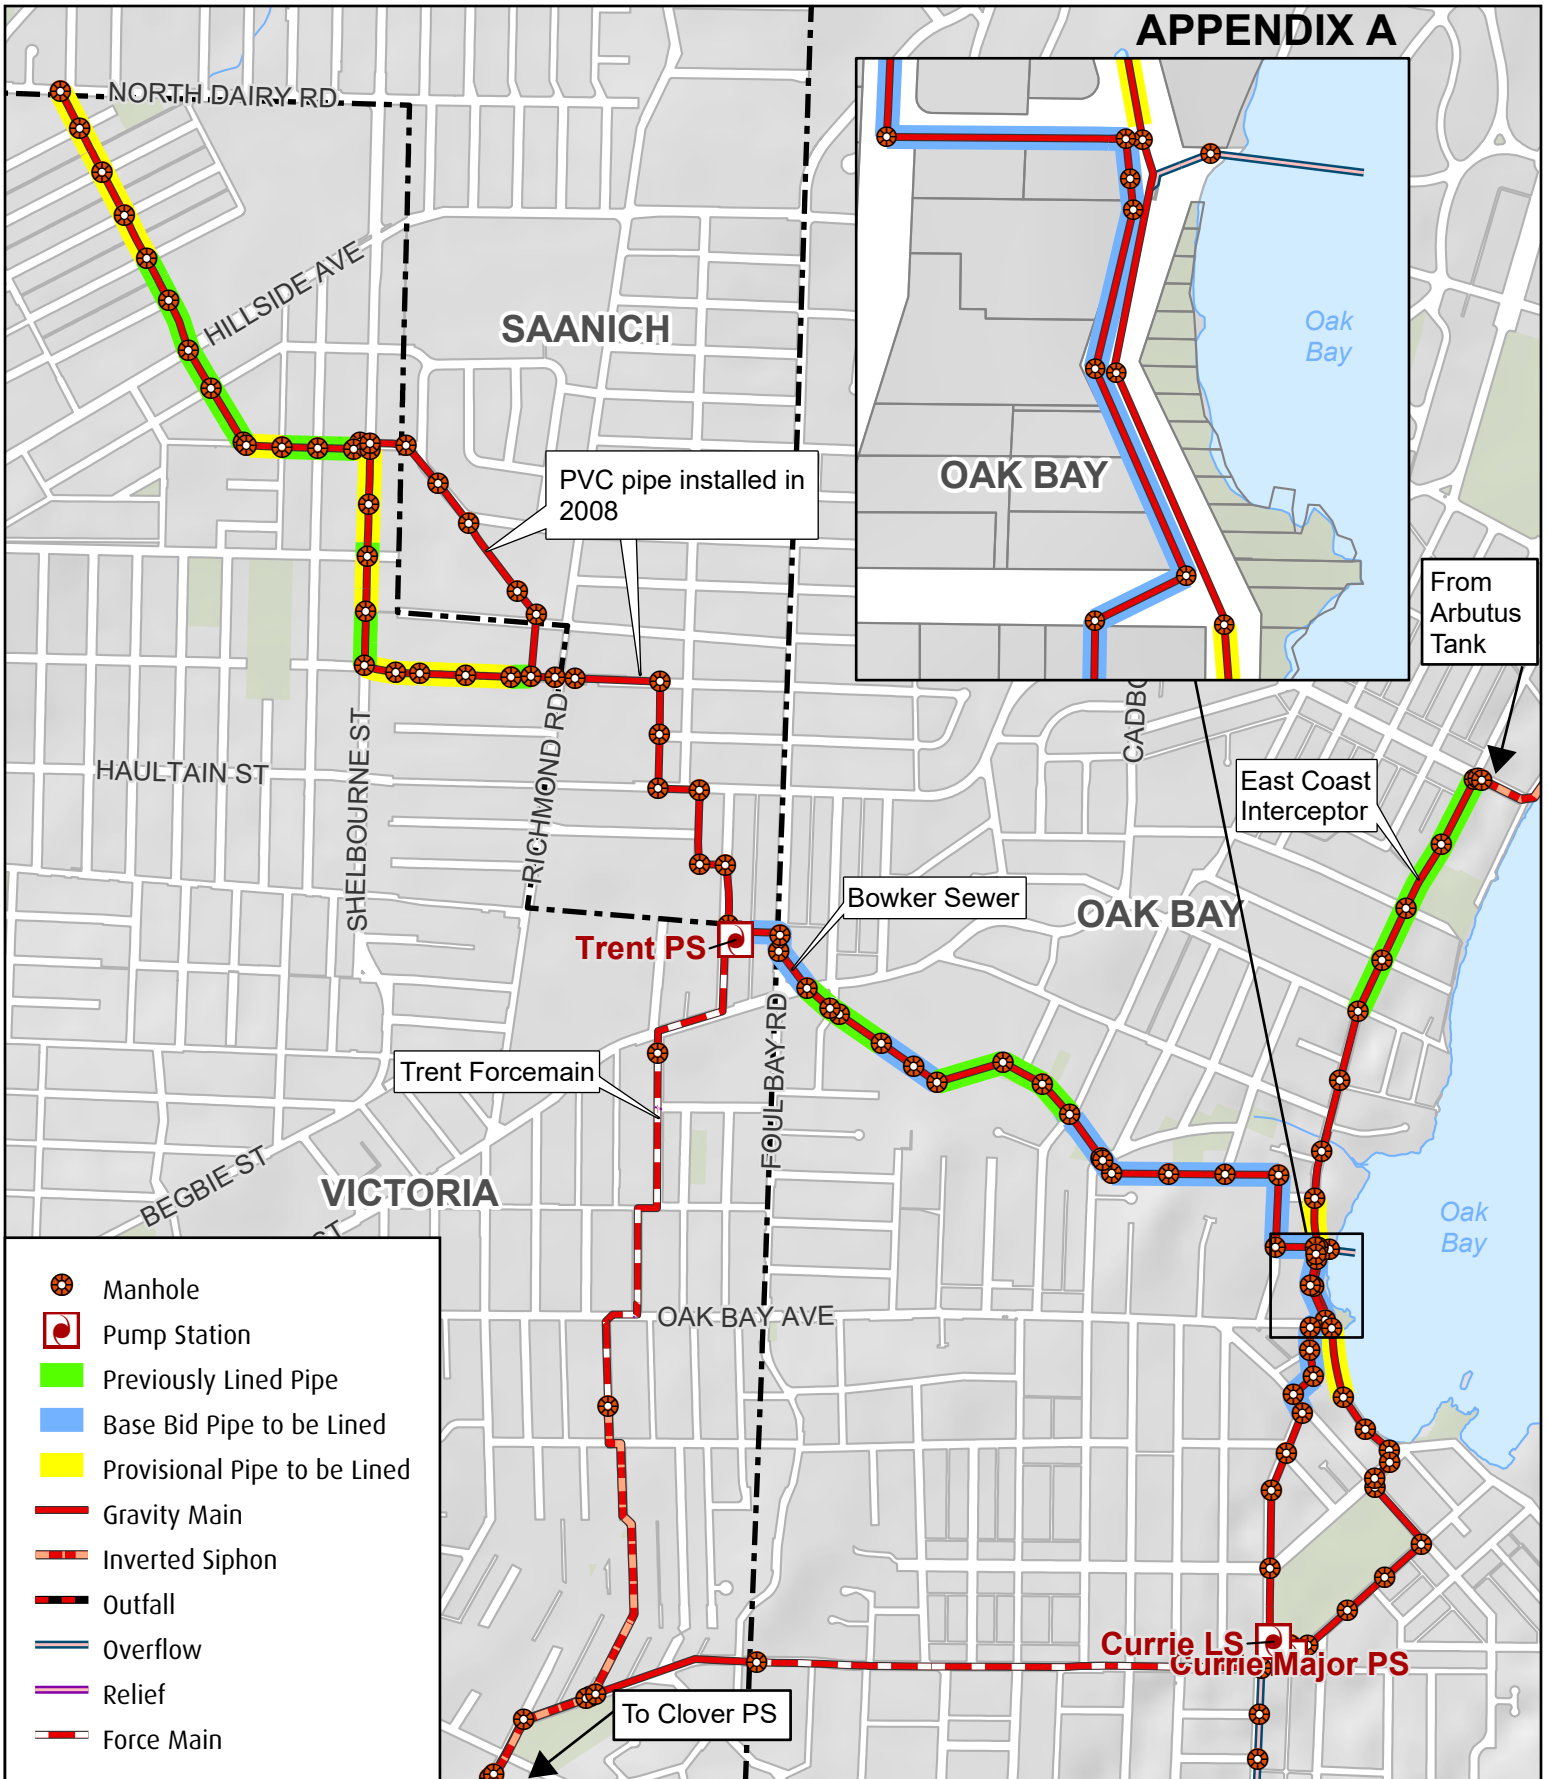 APPENDIX A
NORTH DAIRY RD
HILLSIDE AVE
SAANICH
Oak
Bay
OAK BAY
PVC pipe installed in
2008
From
Arbutus
Tank
HAULTAIN ST
SHELBOURNE ST
RICHMOND RD
East Coast
Interceptor
Bowker Sewer
OAK BAY
Trent PS
FOUL BAY RD
Trent Forcemain
BEGBIE ST
VICTORIA
ST
Oak
Bay
OAK BAY AVE
Manhole
Pump Station
Previously Lined Pipe
Base Bid Pipe to be Lined
Provisional Pipe to be Lined
Gravity Main
Inverted Siphon
Outfall
Overflow
Relief
Force Main
Currie LS
Currie Major PS
To Clover PS